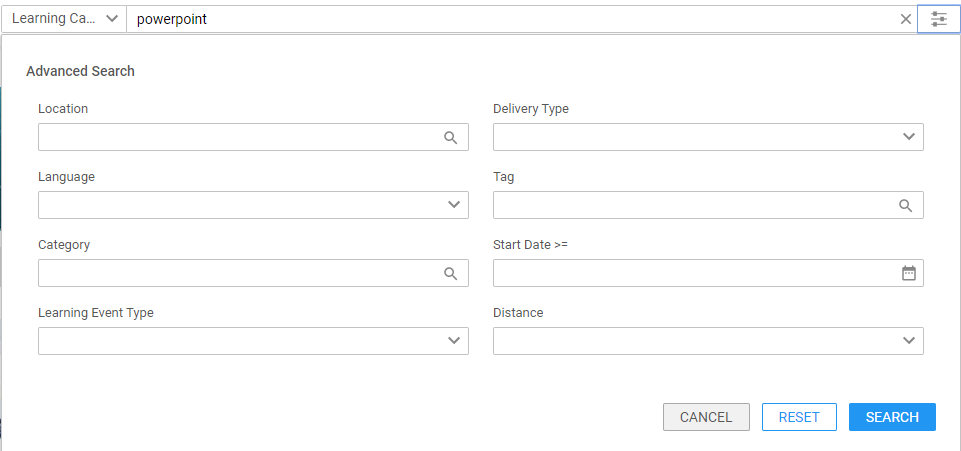 Learning Ca... powerpoint
Advanced Search
Location Delivery Type
Language Tag
Category Start Date >=
Learning Event Type Distance
CANCEL RESET SEARCH